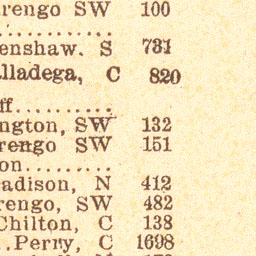 rengo SW 100
..............
enshaw. S 731
lladega, C 820
ff..........
ngton, SW 132
rengo SW 151
on.........
adison, N 412
rengo, SW 482
Chilton, C 138
..Perry, C 1698